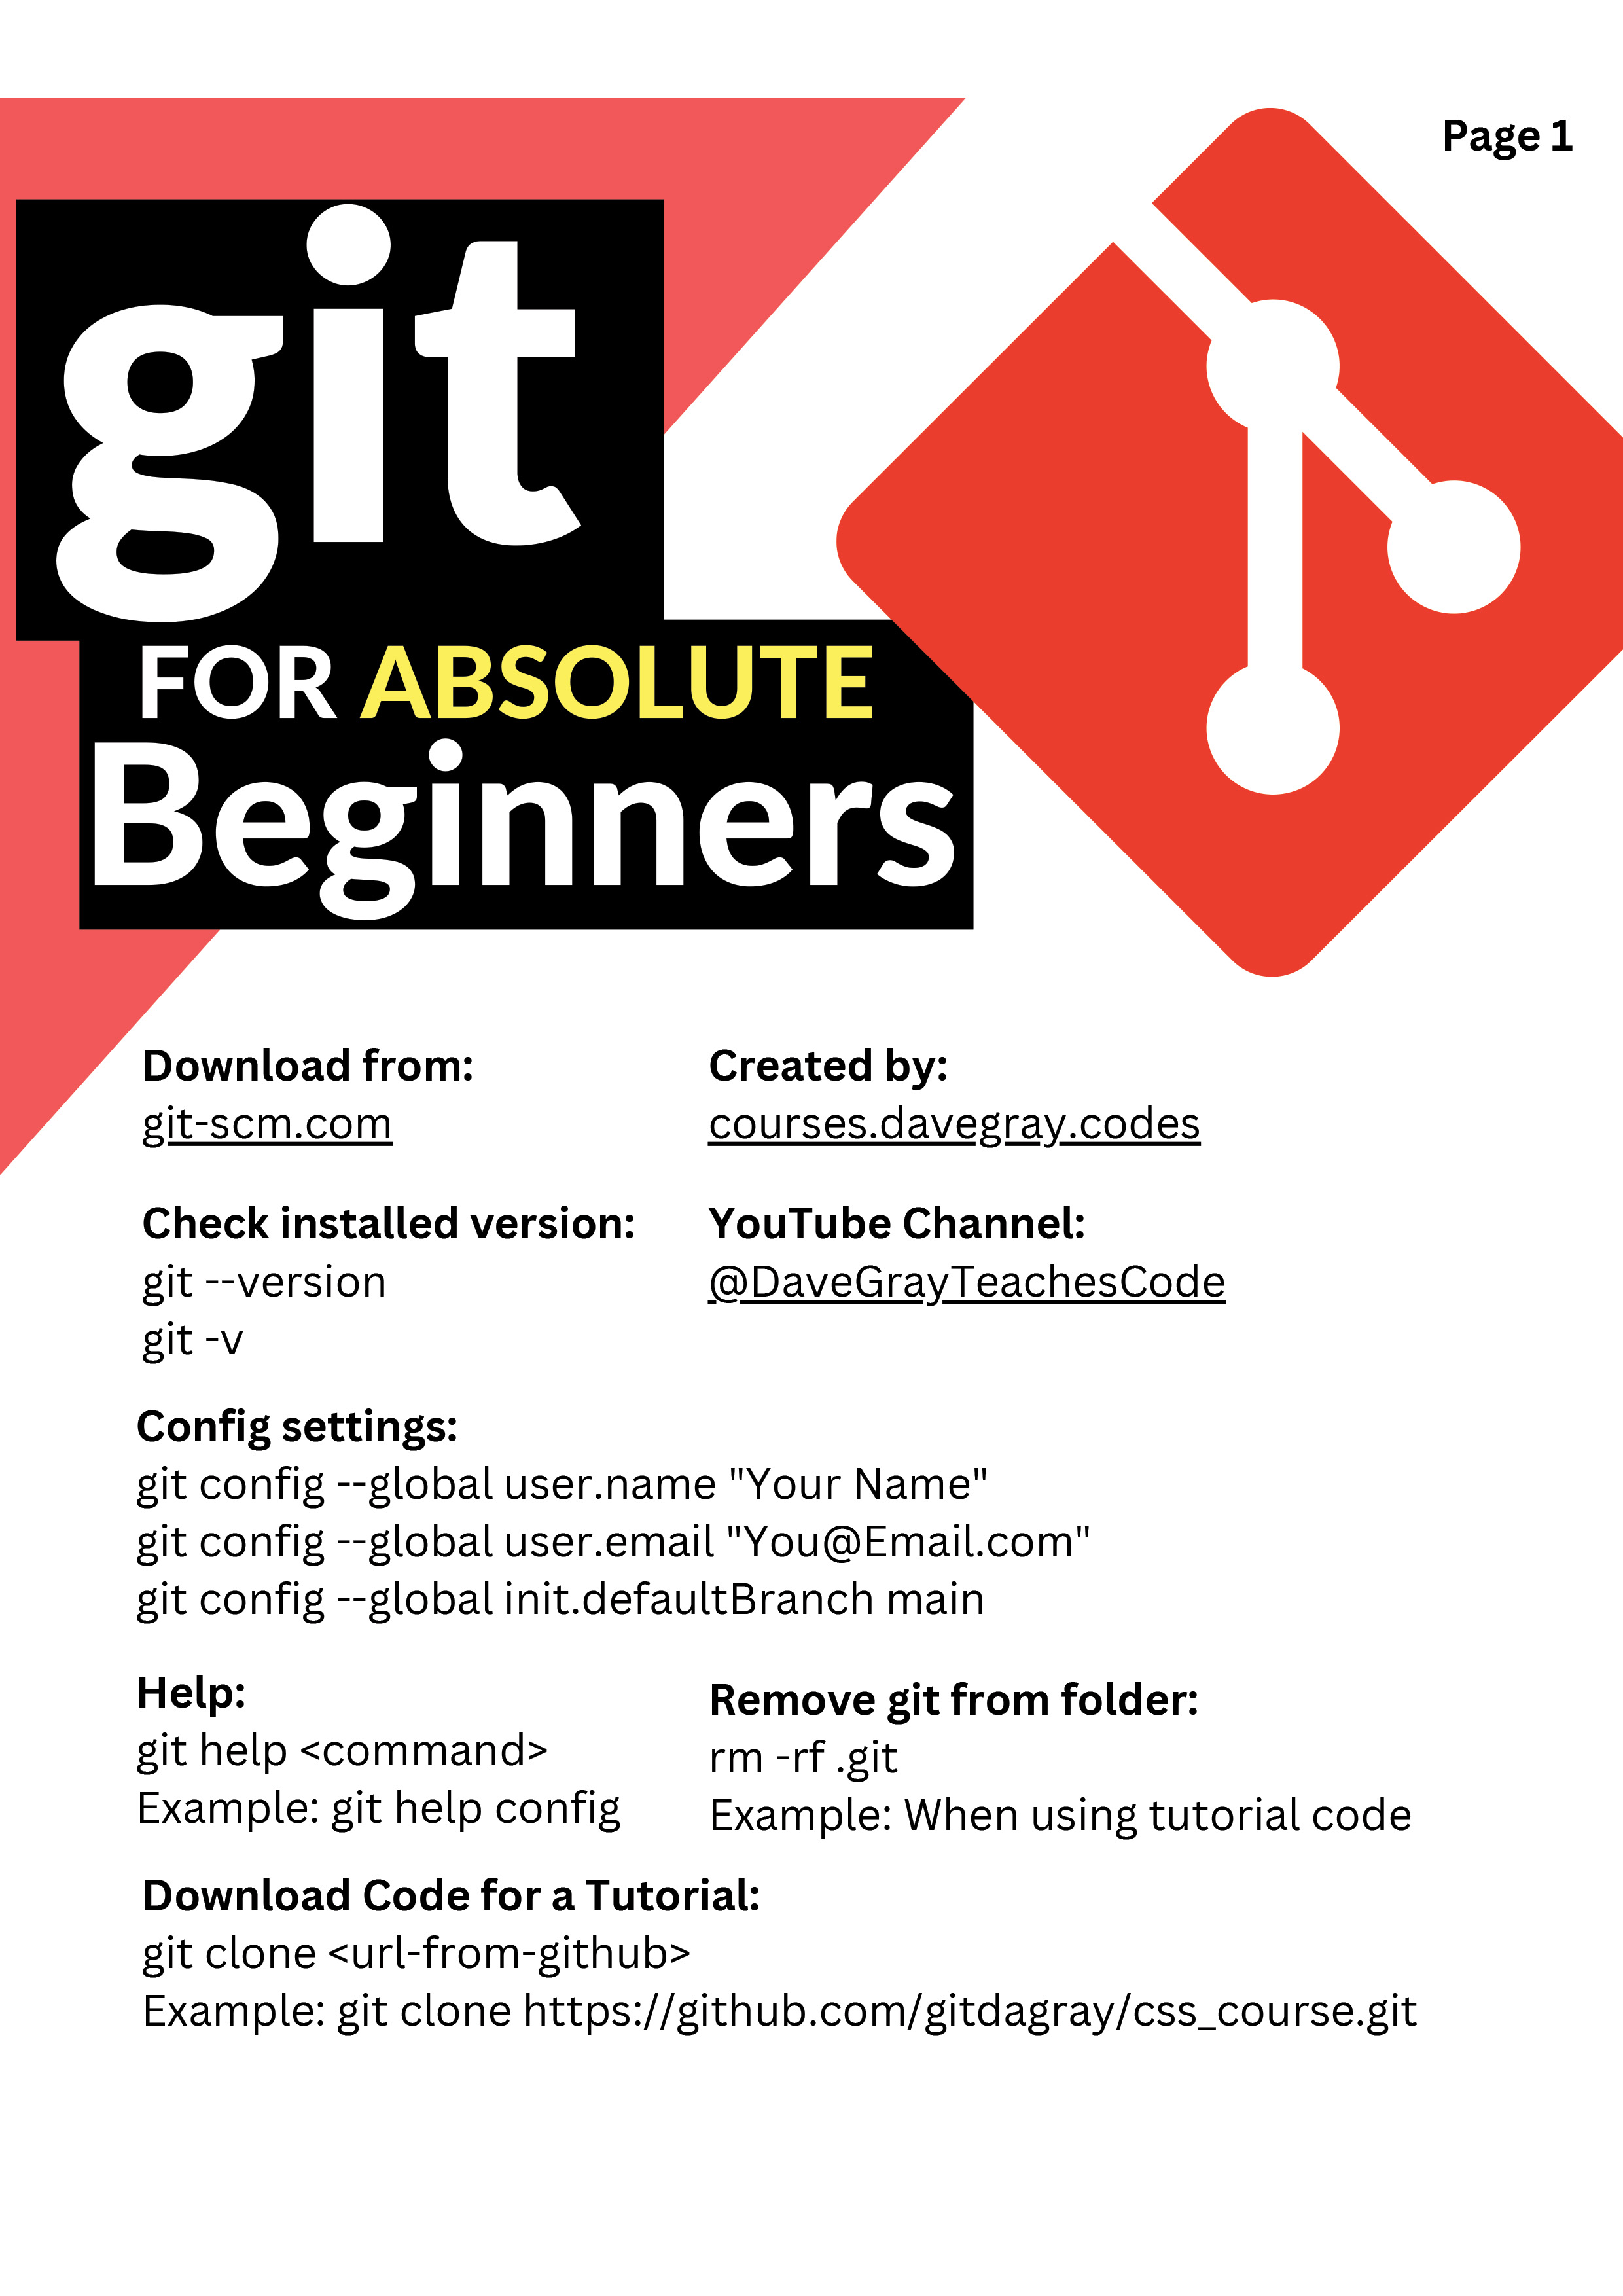 Page 1
git
FOR ABSOLUTE
Beginners
Download from:
git-scm.com
Created by:
courses.davegray.codes
Check installed version:
git --version
git -v
YouTube Channel:
@DaveGrayTeachesCode
Config settings:
git config --global user.name "Your Name"
git config --global user.email "You@Email.com"
git config --global init.defaultBranch main
Help:
git help <command>
Example: git help config
Remove git from folder:
rm -rf .git
Example: When using tutorial code
Download Code for a Tutorial:
git clone <url-from-github>
Example: git clone https://github.com/gitdagray/css_course.git